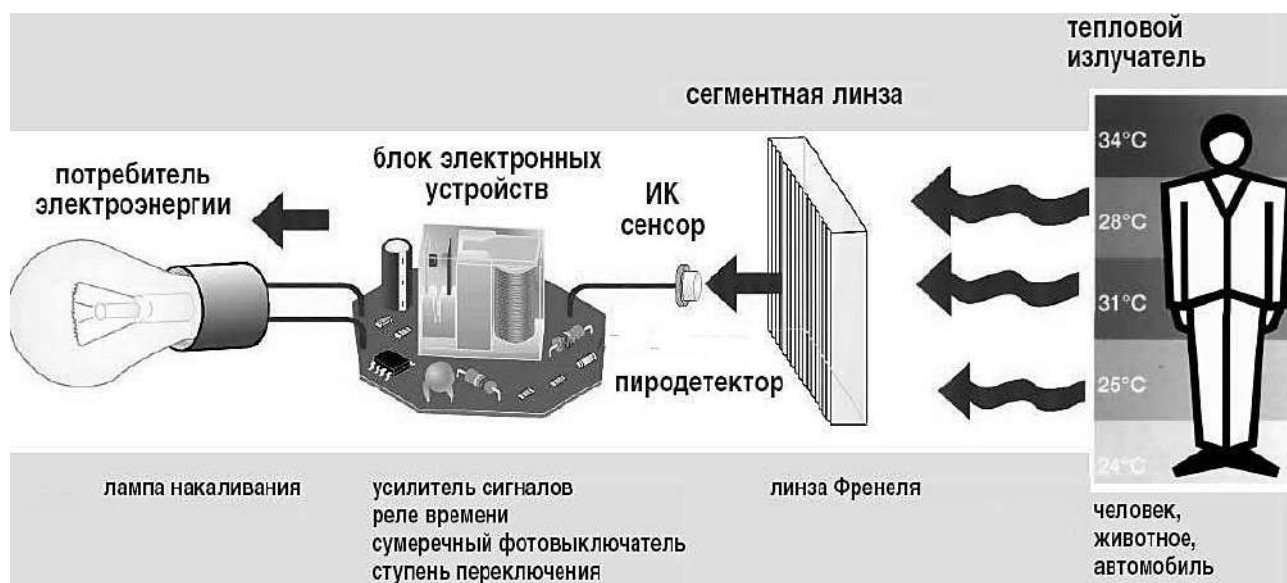 тепловой
излучатель
сегментная линза
блок электронных
устройств
потребитель
электроэнергии
ИК
сенсор
34°C
28°C
31°C
25°C
24°C
пиродетектор
лампа накаливания
усилитель сигналов
реле времени
сумеречный фотовыключатель
ступень переключения
линза Френеля
человек,
животное,
автомобиль